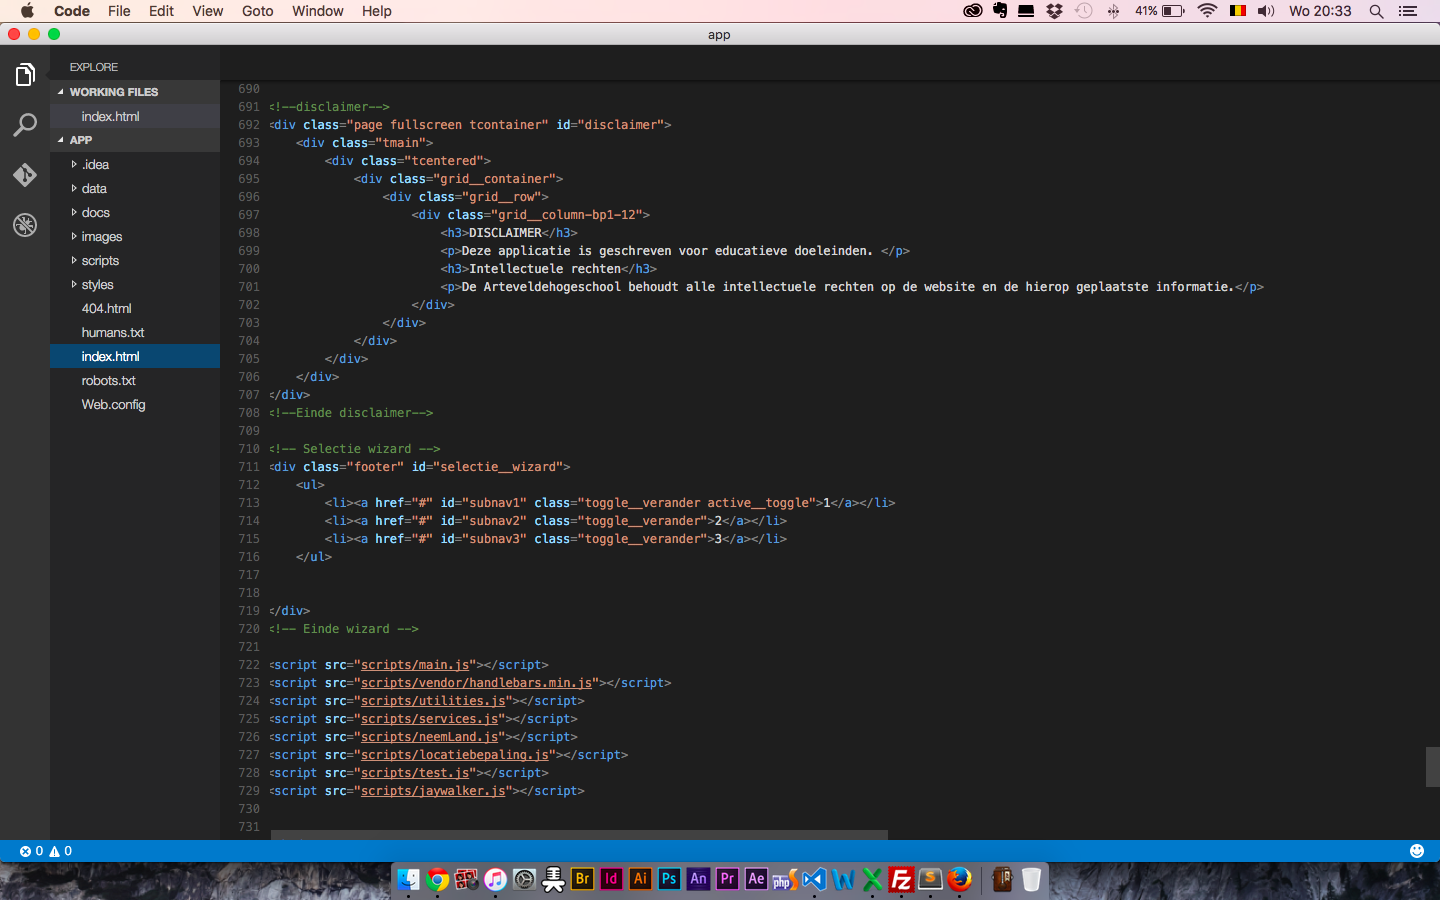 Code File Edit View Goto Window Help 41% Wo 20:33
app
EXPLORE
WORKING FILES
index.html
APP
.idea
data
docs
images
scripts
styles
404.html
humans.txt
index.html
robots.txt
Web.config
690
691 <!--disclaimer-->
692 <div class="page fullscreen tcontainer" id="disclaimer">
693 <div class="tmain">
694 <div class="tcentered">
695 <div class="grid__container">
696 <div class="grid__row">
697 <div class="grid__column-bp1-12">
698 <h3>DISCLAIMER</h3>
699 <p>Deze applicatie is geschreven voor educatieve doeleinden. </p>
700 <h3>Intellectuele rechten</h3>
701 <p>De Arteveldehogeschool behoudt alle intellectuele rechten op de website en de hierop geplaatste informatie.</p>
702 </div>
703 </div>
704 </div>
705 </div>
706 </div>
707 </div>
708 <!--Einde disclaimer-->
709
710 <!-- Selectie wizard -->
711 <div class="footer" id="selectie__wizard">
712 <ul>
713 <li><a href="#" id="subnav1" class="toggle__verander active__toggle">1</a></li>
714 <li><a href="#" id="subnav2" class="toggle__verander">2</a></li>
715 <li><a href="#" id="subnav3" class="toggle__verander">3</a></li>
716 </ul>
717
718
719 </div>
720 <!-- Einde wizard -->
721
722 <script src="scripts/main.js"></script>
723 <script src="scripts/vendor/handlebars.min.js"></script>
724 <script src="scripts/utilities.js"></script>
725 <script src="scripts/services.js"></script>
726 <script src="scripts/neemLand.js"></script>
727 <script src="scripts/locatiebepaling.js"></script>
728 <script src="scripts/test.js"></script>
729 <script src="scripts/jaywalker.js"></script>
730
731
0 0
Br Id Ai Ps An Pr Ae php W X Fz S